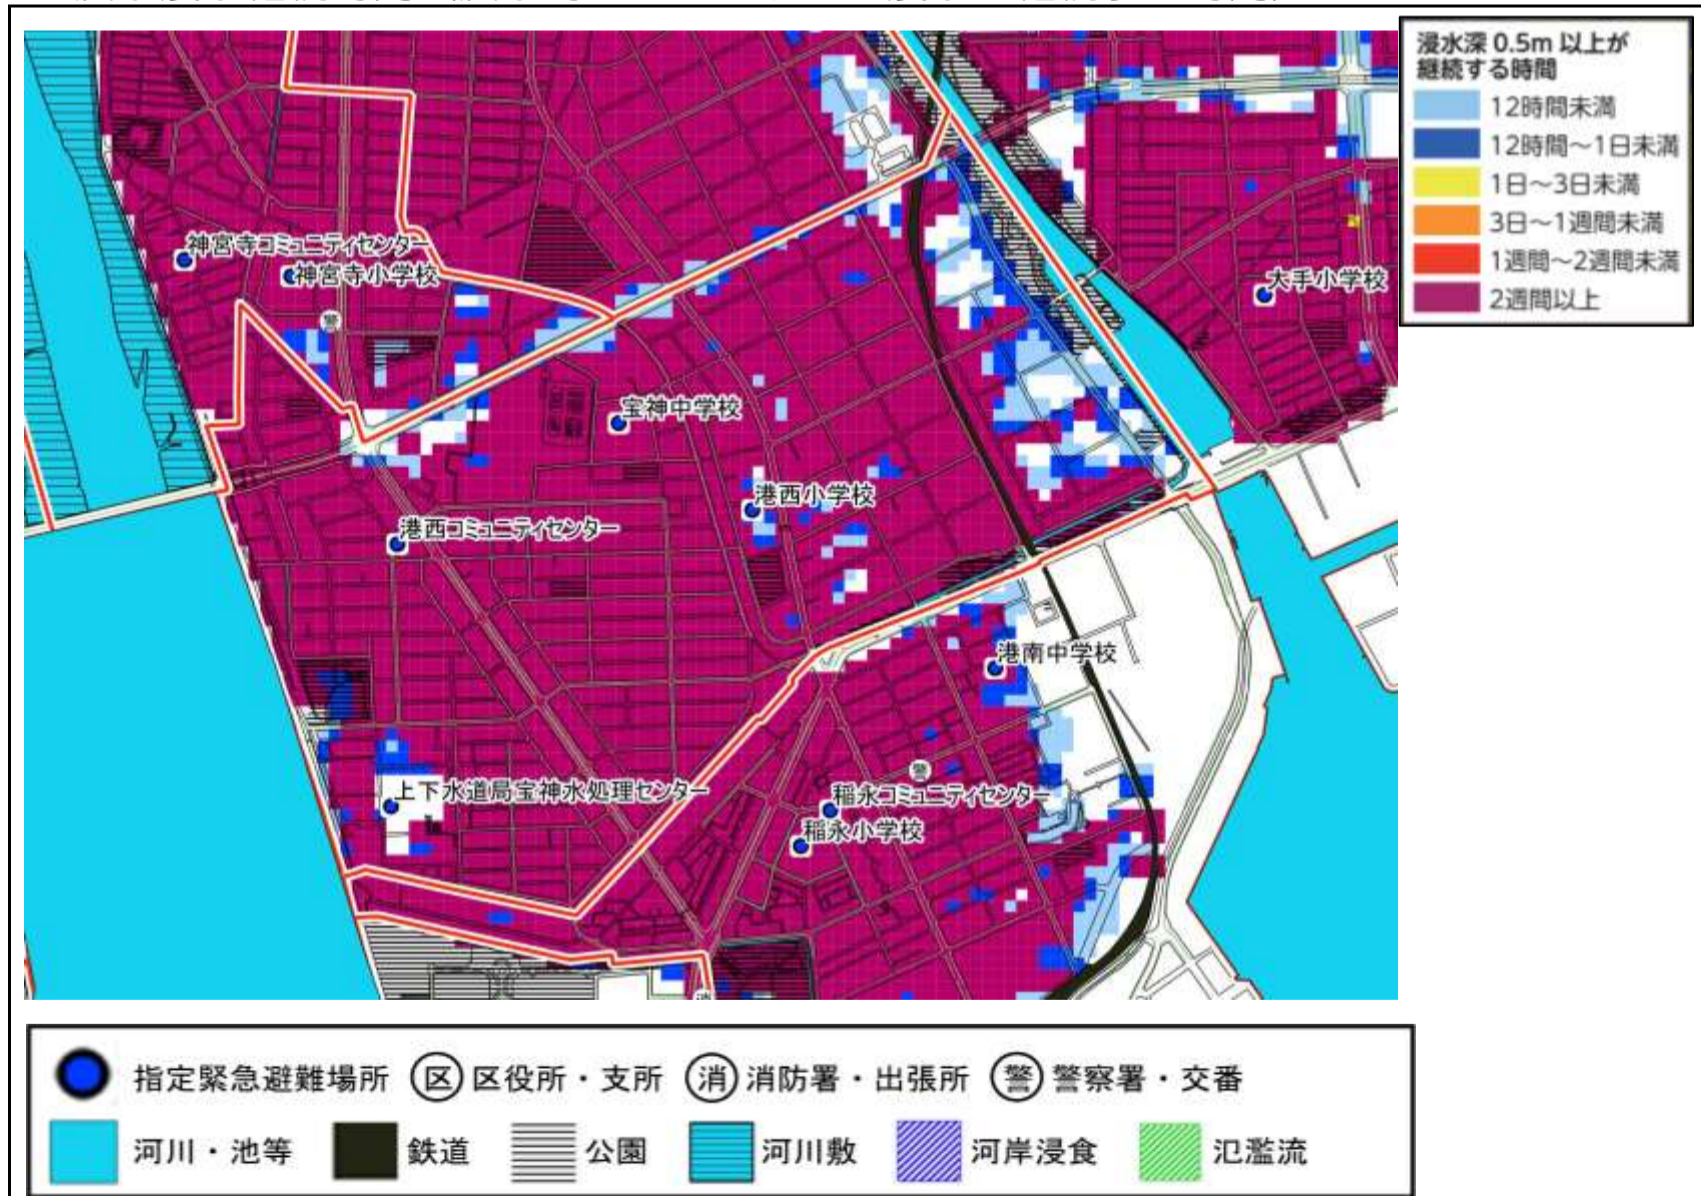 浸水深 0.5m 以上が
継続する時間
12時間未満
12時間～1日未満
1日～3日未満
3日～1週間未満
1週間～2週間未満
2週間以上
神宮寺コミュニティセンター
神宮寺小学校
大手小学校
警
宝神中学校
港西小学校
港西コミュニティセンター
港南中学校
警
上下水道局宝神水処理センター
稲永コミュニティセンター
稲永小学校
消
指定緊急避難場所 区 区役所・支所 消 消防署・出張所 警 警察署・交番
河川・池等 鉄道 公園 河川敷 河岸浸食 氾濫流